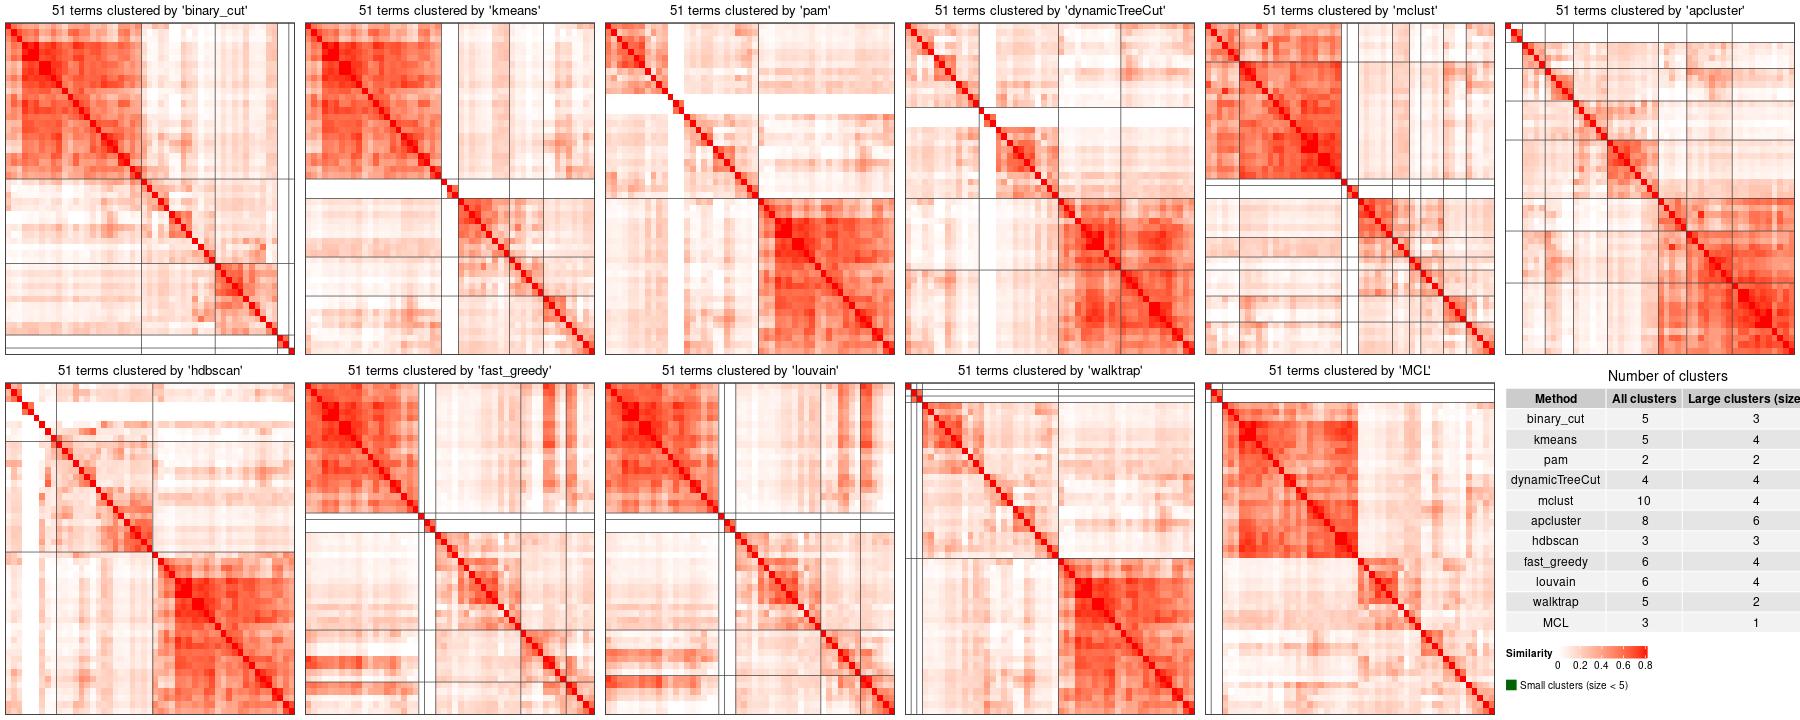 51 terms clustered by 'binary_cut'
51 terms clustered by 'kmeans'
51 terms clustered by 'pam'
51 terms clustered by 'dynamicTreeCut'
51 terms clustered by 'mclust'
51 terms clustered by 'apcluster'
51 terms clustered by 'hdbscan'
51 terms clustered by 'fast_greedy'
51 terms clustered by 'louvain'
51 terms clustered by 'walktrap'
51 terms clustered by 'MCL'
Number of clusters
Method All clusters Large clusters (size
binary_cut 5 3
kmeans 5 4
pam 2 2
dynamicTreeCut 4 4
mclust 10 4
apcluster 8 6
hdbscan 3 3
fast_greedy 6 4
louvain 6 4
walktrap 5 2
MCL 3 1
Similarity
0 0.2 0.4 0.6 0.8
Small clusters (size < 5)